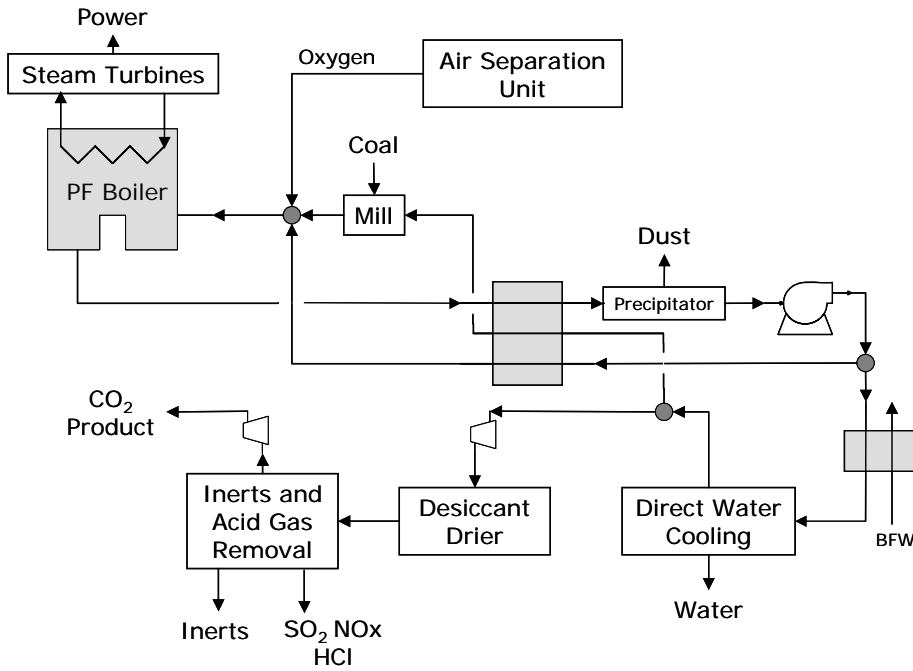 Power
Steam Turbines
Oxygen
Air Separation
Unit
Coal
PF Boiler
Mill
Dust
Precipitator
CO₂
Product
Inerts and
Acid Gas
Removal
Desiccant
Drier
Direct Water
Cooling
BFW
Inerts
SO₂ NOx
HCl
Water